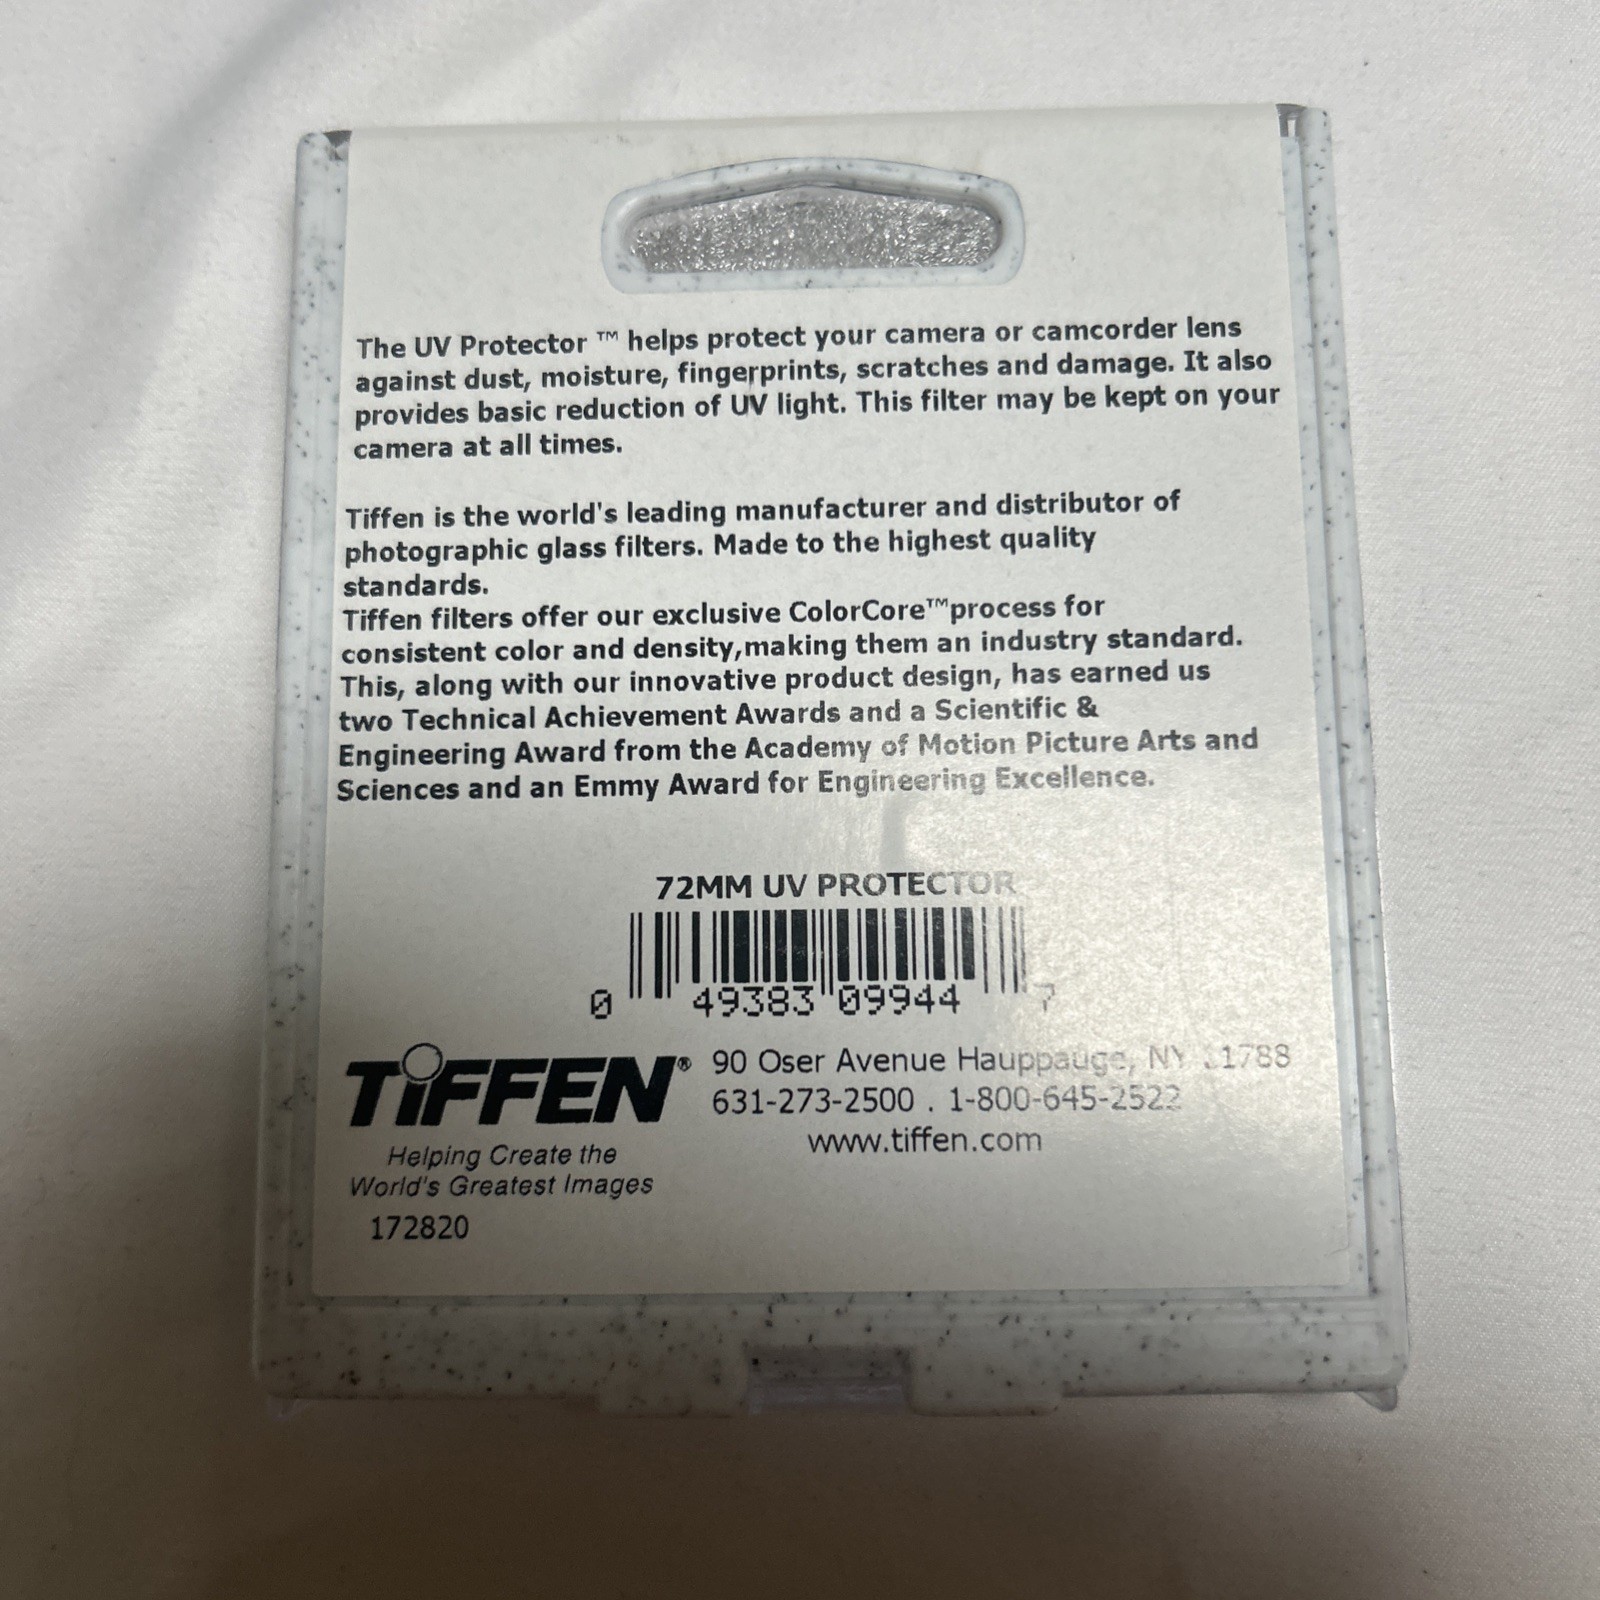 The UV Protector ™ helps protect your camera or camcorder lens
against dust, moisture, fingerprints, scratches and damage. It also
provides basic reduction of UV light. This filter may be kept on your
camera at all times.
Tiffen is the world's leading manufacturer and distributor of
photographic glass filters. Made to the highest quality
standards.
Tiffen filters offer our exclusive ColorCore™process for
consistent color and density,making them an industry standard.
This, along with our innovative product design, has earned us
two Technical Achievement Awards and a Scientific &
Engineering Award from the Academy of Motion Picture Arts and
Sciences and an Emmy Award for Engineering Excellence.
72MM UV PROTECTOR
0 49383 09944 7
TIFFEN®
Helping Create the
World's Greatest Images
172820
90 Oser Avenue Hauppauge, NY 11788
631-273-2500 . 1-800-645-2522
www.tiffen.com